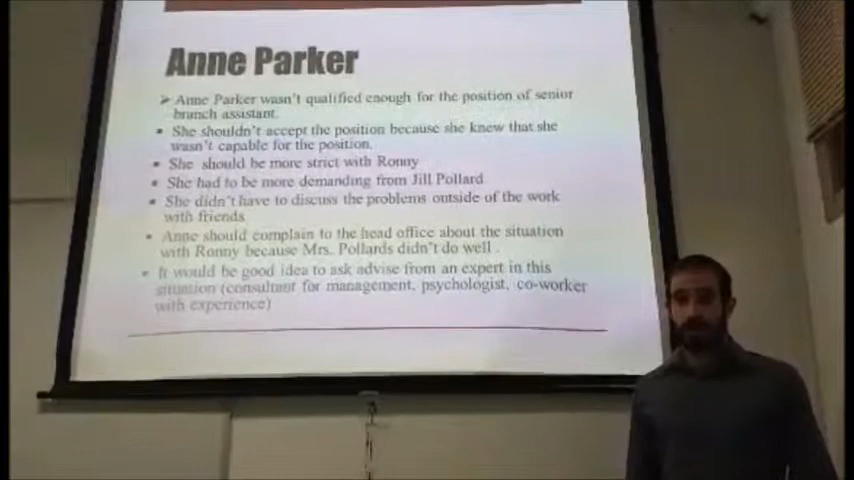 Anne Parker
➢ Anne Parker wasn't qualified enough for the position of senior
branch assistant.
▪ She shouldn't accept the position because she knew that she
wasn't capable for the position.
▪ She should be more strict with Ronny
▪ She had to be more demanding from Jill Pollard
▪ She didn't have to discuss the problems outside of the work
with friends
▪ Anne should complain to the head office about the situation
with Ronny because Mrs. Pollards didn't do well .
▪ It would be good idea to ask advise from an expert in this
situation (consultant for management, psychologist, co-worker
with experience)